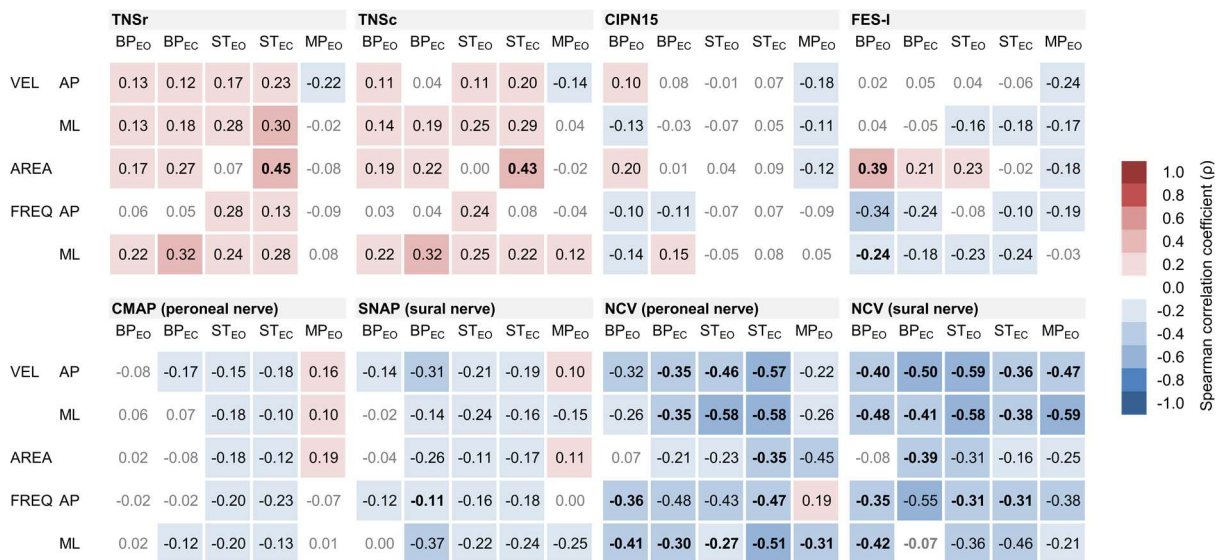 TNSr TNSc CIPN15 FES-I
BPEO BPEC STEO STEC MPEO BPEO BPEC STEO STEC MPEO BPEO BPEC STEO STEC MPEO BPEO BPEC STEO STEC MPEO
VEL AP 0.13 0.12 0.17 0.23 -0.22 0.11 0.04 0.11 0.20 -0.14 0.10 0.08 -0.01 0.07 -0.18 0.02 0.05 0.04 -0.06 -0.24
ML 0.13 0.18 0.28 0.30 -0.02 0.14 0.19 0.25 0.29 0.04 -0.13 -0.03 -0.07 0.05 -0.11 0.04 -0.05 -0.16 -0.18 -0.17
AREA 0.17 0.27 0.07 0.45 -0.08 0.19 0.22 0.00 0.43 -0.02 0.20 0.01 0.04 0.09 -0.12 0.39 0.21 0.23 -0.02 -0.18
FREQ AP 0.06 0.05 0.28 0.13 -0.09 0.03 0.04 0.24 0.08 -0.04 -0.10 -0.11 -0.07 -0.07 -0.09 -0.34 -0.24 -0.08 -0.10 -0.19
ML 0.22 0.32 0.24 0.28 0.08 0.22 0.32 0.25 0.22 0.12 -0.14 0.15 -0.05 0.08 0.05 -0.24 -0.18 -0.23 -0.24 -0.03
CMAP (peroneal nerve) SNAP (sural nerve) NCV (peroneal nerve) NCV (sural nerve)
BPEO BPEC STEO STEC MPEO BPEO BPEC STEO STEC MPEO BPEO BPEC STEO STEC MPEO BPEO BPEC STEO STEC MPEO
VEL AP -0.08 -0.17 -0.15 -0.18 0.16 -0.14 -0.31 -0.21 -0.19 0.10 -0.32 -0.35 -0.46 -0.57 -0.22 -0.40 -0.50 -0.59 -0.36 -0.47
ML 0.06 0.07 -0.18 -0.10 0.10 -0.02 -0.14 -0.24 -0.16 -0.15 -0.26 -0.35 -0.58 -0.58 -0.26 -0.48 -0.41 -0.58 -0.38 -0.59
AREA 0.02 -0.08 -0.18 -0.12 0.19 -0.04 -0.26 -0.11 -0.17 0.11 0.07 -0.21 -0.23 -0.35 -0.45 -0.08 -0.39 -0.31 -0.16 -0.25
FREQ AP -0.02 -0.02 -0.20 -0.23 -0.07 -0.12 -0.11 -0.16 -0.18 0.00 -0.36 -0.48 -0.43 -0.47 0.19 -0.35 -0.55 -0.31 -0.31 -0.38
ML 0.02 -0.12 -0.20 -0.13 0.01 0.00 -0.37 -0.22 -0.24 -0.25 -0.41 -0.30 -0.27 -0.51 -0.31 -0.42 -0.07 -0.36 -0.46 -0.21
1.0
0.8
0.6
0.4
0.2
0.0
-0.2
-0.4
-0.6
-0.8
-1.0
Spearman correlation coefficient (ρ)